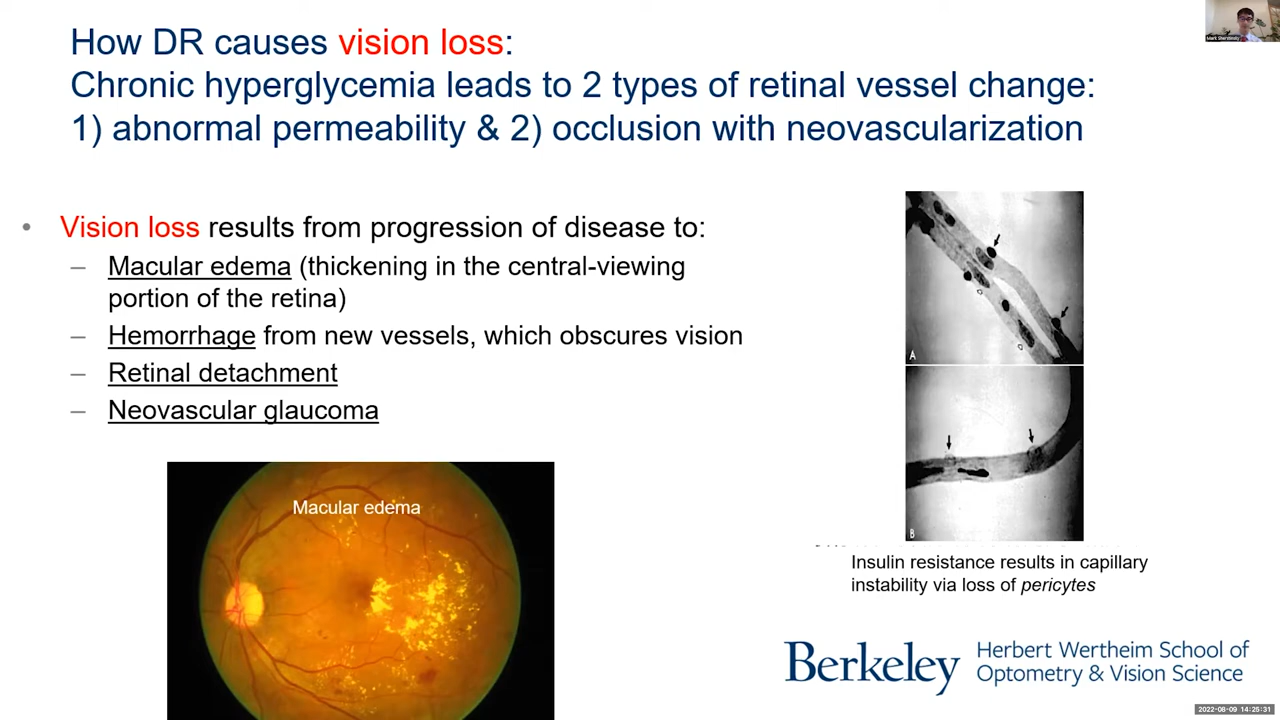 How DR causes vision loss:
Chronic hyperglycemia leads to 2 types of retinal vessel change:
1) abnormal permeability & 2) occlusion with neovascularization
• Vision loss results from progression of disease to:
– Macular edema (thickening in the central-viewing
portion of the retina)
– Hemorrhage from new vessels, which obscures vision
– Retinal detachment
– Neovascular glaucoma
Macular edema
A
B
Insulin resistance results in capillary
instability via loss of pericytes
Berkeley
Herbert Wertheim School of
Optometry & Vision Science
Mark Sherstinsky
2022-08-09 14:26:31